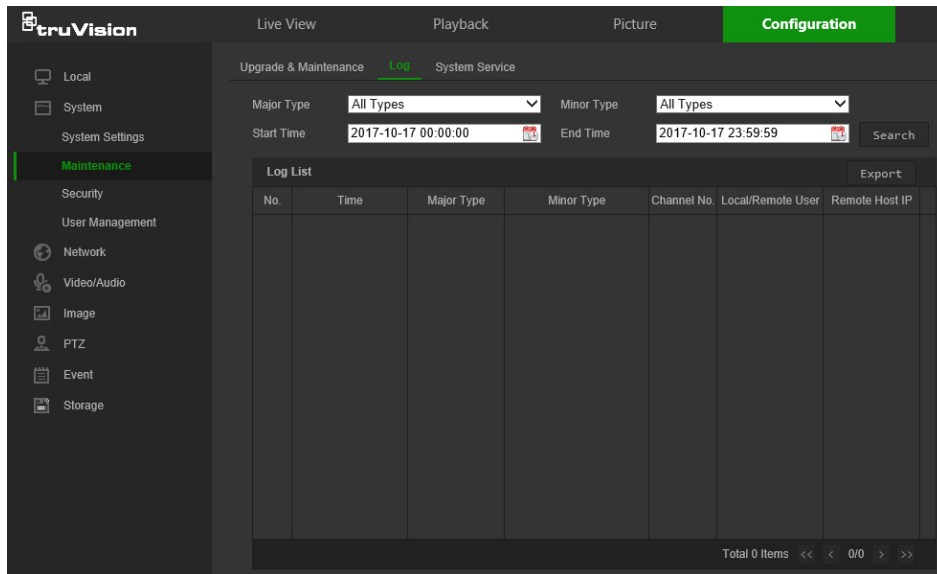 truVision
Live View Playback Picture Configuration
Upgrade & Maintenance Log System Service
Local
System
System Settings
Maintenance
Security
User Management
Network
Video/Audio
Image
PTZ
Event
Storage
Major Type All Types Minor Type All Types
Start Time 2017-10-17 00:00:00 End Time 2017-10-17 23:59:59 Search
Log List Export
No. Time Major Type Minor Type Channel No. Local/Remote User Remote Host IP
Total 0 Items << < 0/0 > >>